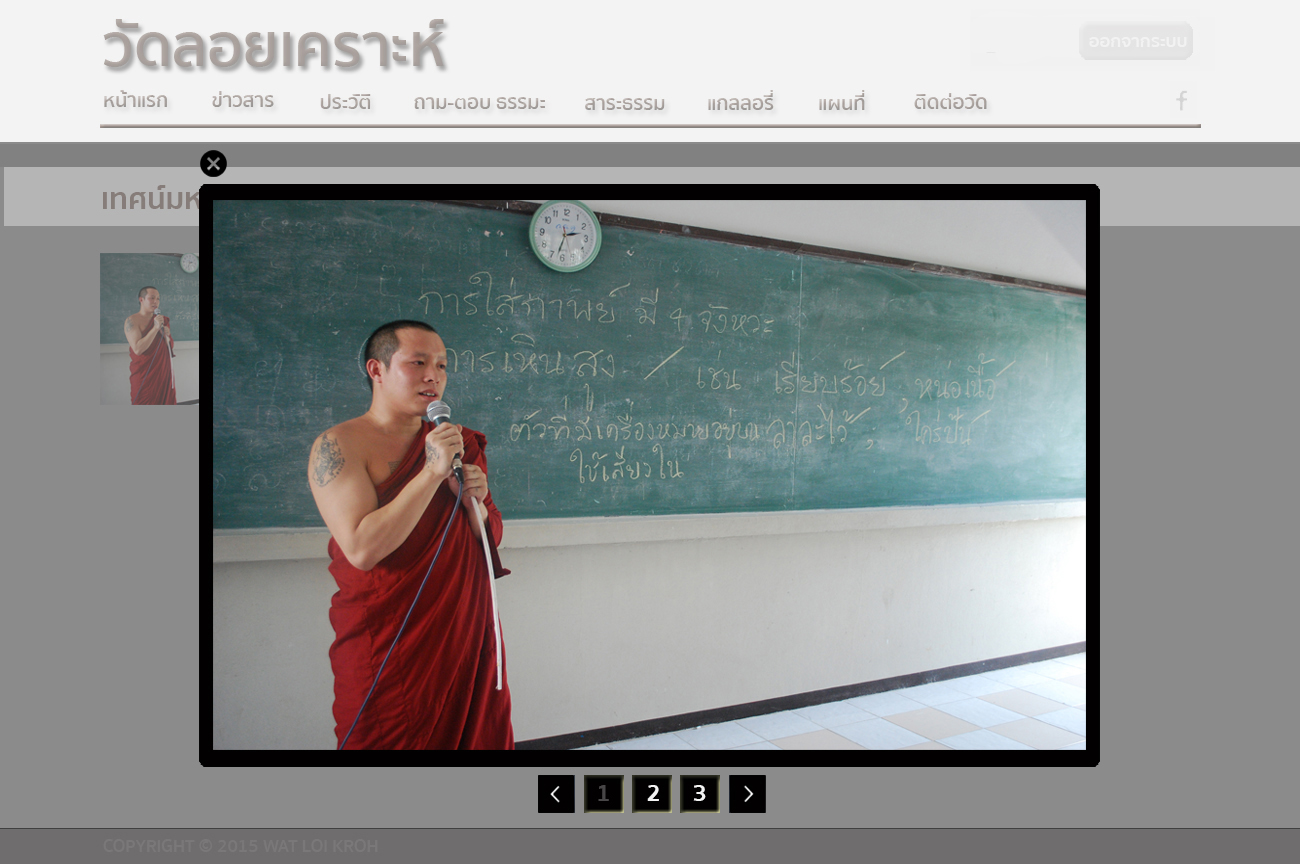 วัดลอยเคราะห์
ออกจากระบบ
หน้าแรก ข่าวสาร ประวัติ ถาม-ตอบ ธรรมะ สาระธรรม แกลลอรี่ แผนที่ ติดต่อวัด
f
เทศน์มห
การใส่กาพย์ มี 4 จังหวะ
การเหินสูง / เช่น เรียบร้อย, หน่องเนื้อ
ตัวที่มีเครื่องหมายอยู่บน ลาละไว้;
ใช้เสียวใน
1 2 3
COPYRIGHT © 2015 WAT LOI KROH